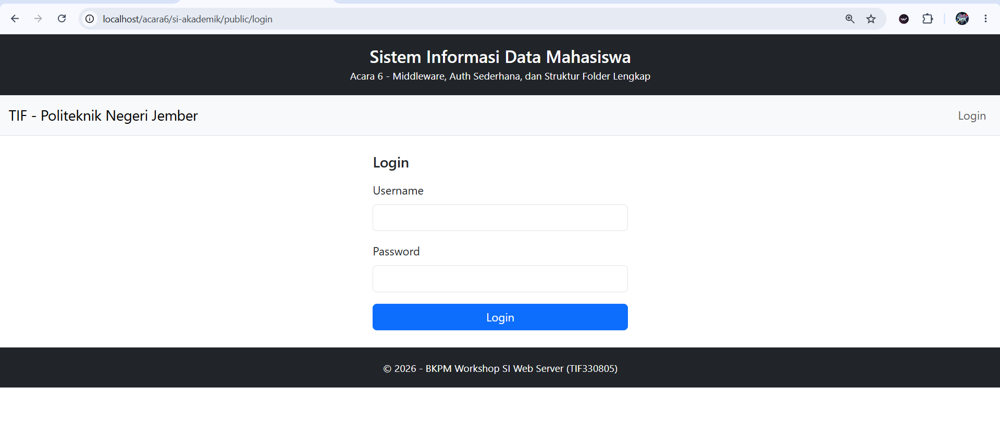 localhost/acara6/si-akademik/public/login
Sistem Informasi Data Mahasiswa
Acara 6 - Middleware, Auth Sederhana, dan Struktur Folder Lengkap
TIF - Politeknik Negeri Jember
Login
Login
Username
Password
Login
© 2026 - BKPM Workshop SI Web Server (TIF330805)